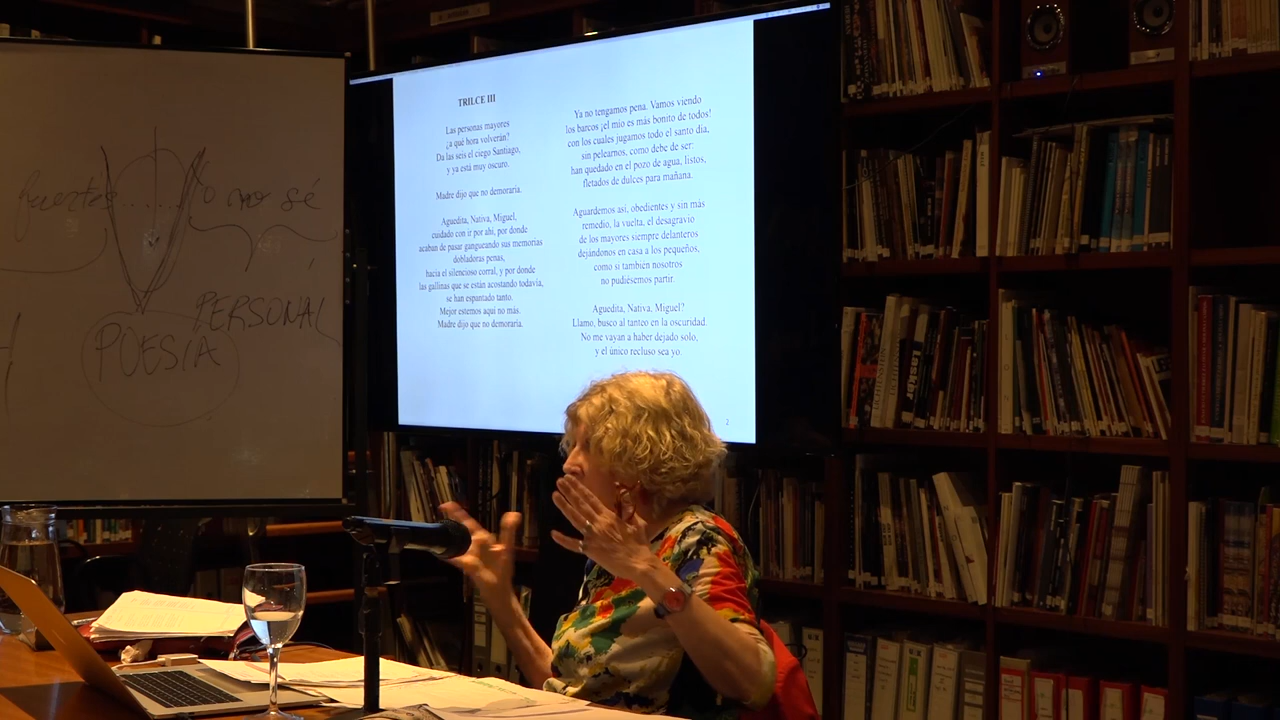 fuertes........o no sé
PERSONAL
POESÍA
TRILCE III
Las personas mayores
¿a qué hora volverán?
Da las seis el ciego Santiago,
y ya está muy oscuro.
Madre dijo que no demoraría.
Aguedita, Nativa, Miguel,
cuidado con ir por ahí, por donde
acaban de pasar gangueando sus memorias
dobladoras penas,
hacia el silencioso corral, y por donde
las gallinas que se están acostando todavía,
se han espantado tanto.
Mejor estemos aquí no más.
Madre dijo que no demoraría.
Ya no tengamos pena. Vamos viendo
los barcos ¡el mío es más bonito de todos!
con los cuales jugamos todo el santo día,
sin pelearnos, como debe de ser:
han quedado en el pozo de agua, listos,
fletados de dulces para mañana.
Aguardemos así, obedientes y sin más
remedio, la vuelta, el desagravio
de los mayores siempre delanteros
dejándonos en casa a los pequeños,
como si también nosotros
no pudiésemos partir.
Aguedita, Nativa, Miguel?
Llamo, busco al tanteo en la oscuridad.
No me vayan a haber dejado solo,
y el único recluso sea yo.
2